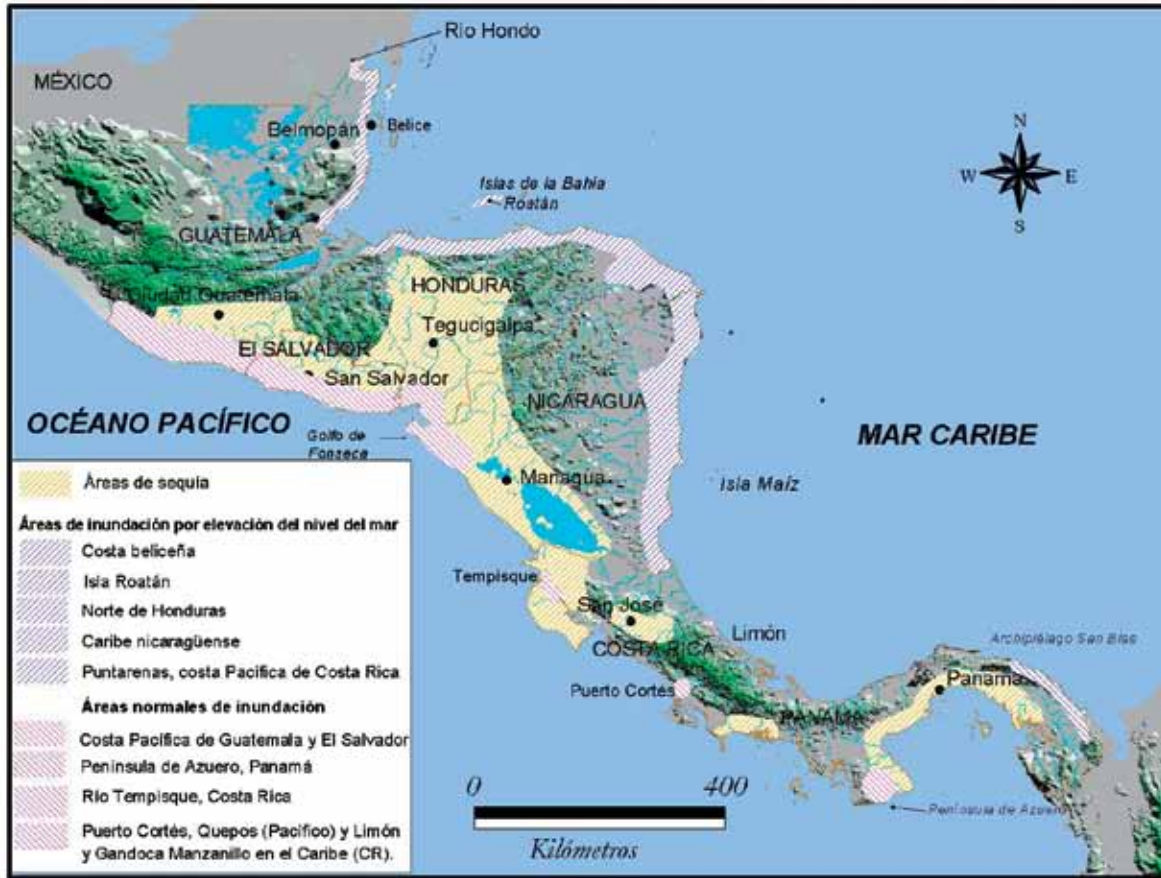 Río Hondo
MÉXICO
Belmopán
Belice
Islas de la Bahía
Roatán
GUATEMALA
HONDURAS
Ciudad Guatemala
Tegucigalpa
El SALVADOR
San Salvador
NICARAGUA
OCÉANO PACÍFICO
MAR CARIBE
Golfo de
Fonseca
Managua
Isla Maíz
Tempisque
San José
Limón
COSTA RICA
Archipiélago San Blas
Puerto Cortés
Panamá
PANAMÁ
Península de Azuero
N
W
E
S
Áreas de sequía
Áreas de inundación por elevación del nivel del mar
Costa beliceña
Isla Roatán
Norte de Honduras
Caribe nicaragüense
Puntarenas, costa Pacífica de Costa Rica
Áreas normales de inundación
Costa Pacífica de Guatemala y El Salvador
Península de Azuero, Panamá
Río Tempisque, Costa Rica
Puerto Cortés, Quepos (Pacífico) y Limón
y Gandoca Manzanillo en el Caribe (CR).
0
400
Kilómetros